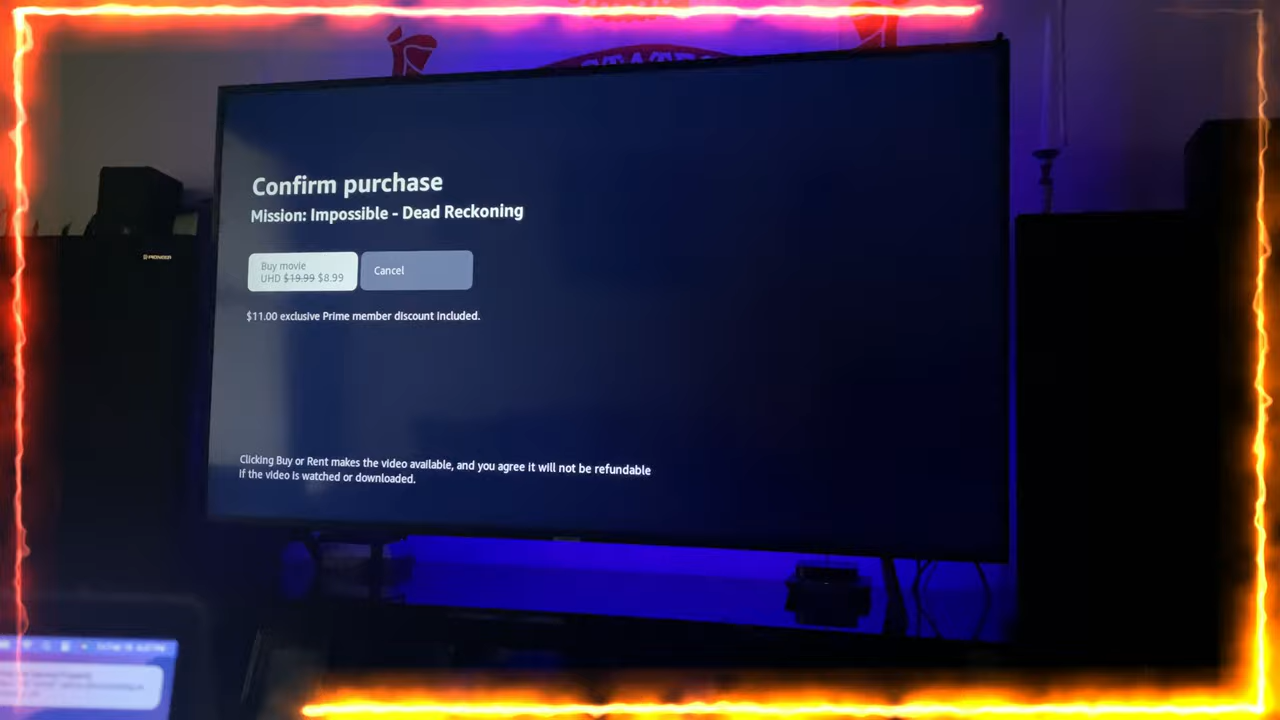 STATE
Confirm purchase
Mission: Impossible - Dead Reckoning
Buy movie
UHD $19.99 $8.99
Cancel
PIONEER
$11.00 exclusive Prime member discount included.
Clicking Buy or Rent makes the video available, and you agree it will not be refundable
if the video is watched or downloaded.